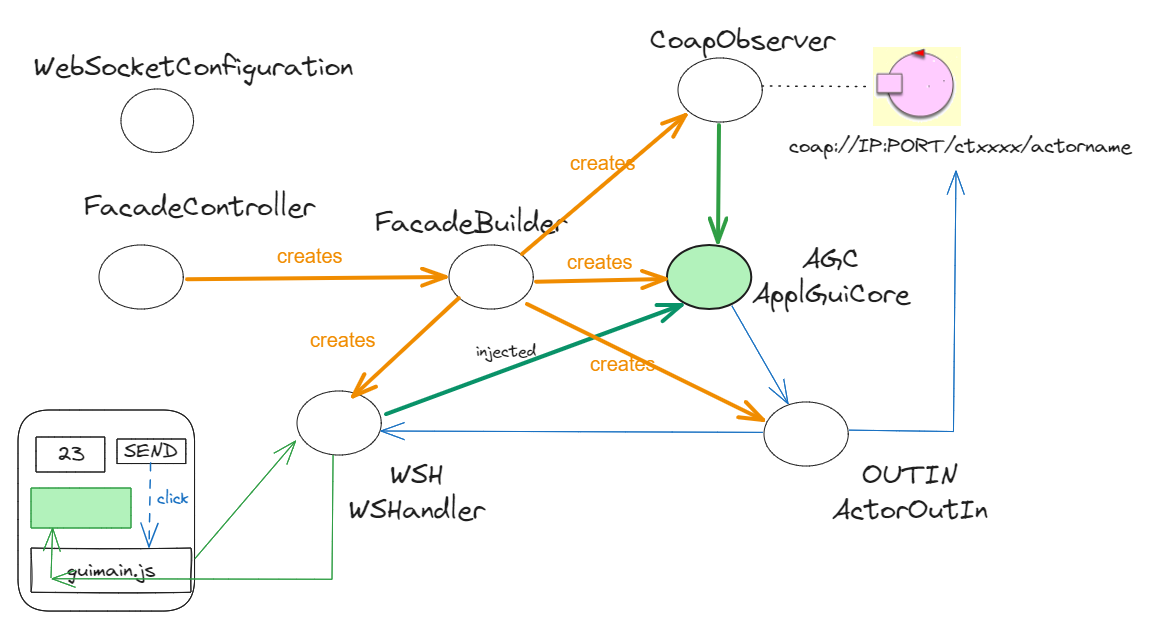 CoapObserver
WebSocketConfiguration
coap://IP:PORT/ctxxxx/actorname
creates
FacadeController
FacadeBuilder
creates
creates
AGC
ApplGuiCore
creates
injected
creates
23
SEND
click
WSH
WSHandler
OUTIN
ActorOutIn
guimain.js